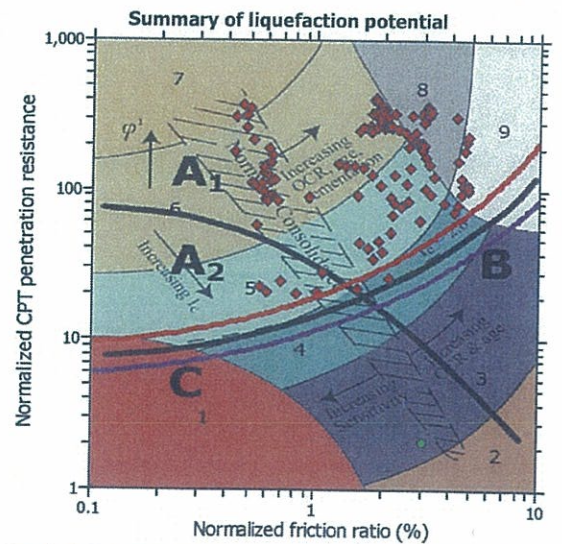 Summary of liquefaction potential
1,000
7
8
9
φ'
Increasing
OCR, age,
cementation
A1
100
6
A2
Increasing Ic
5
B
10
4
Increasing
OCR & age
C
1
3
Increasing
Sensitivity
2
1
0.1
1
10
Normalized CPT penetration resistance
Normalized friction ratio (%)